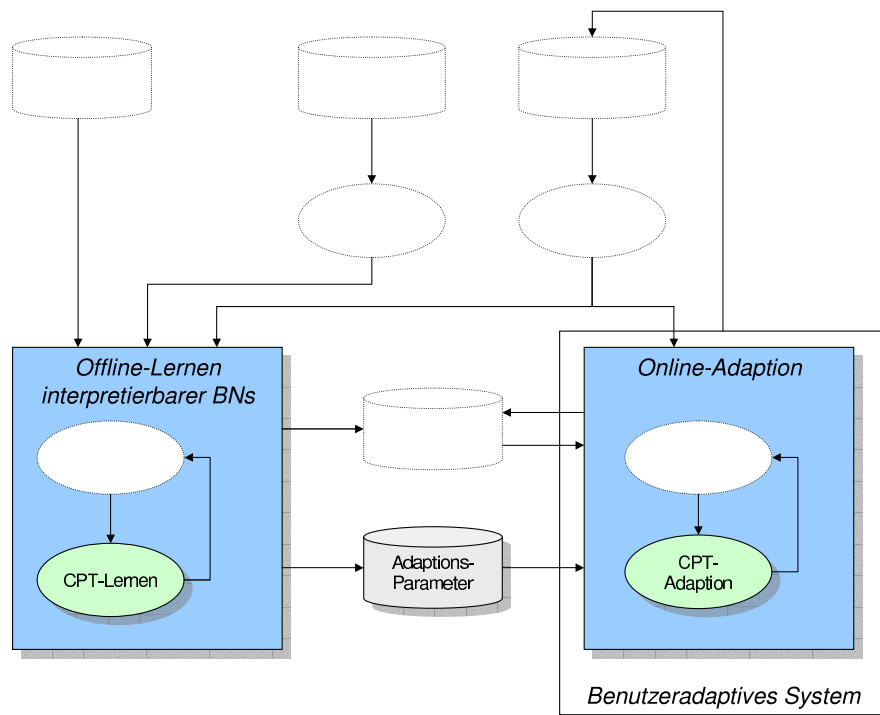 Offline-Lernen
interpretierbarer BNs
Online-Adaption
CPT-Lernen
Adaptions-
Parameter
CPT-
Adaption
Benutzeradaptives System